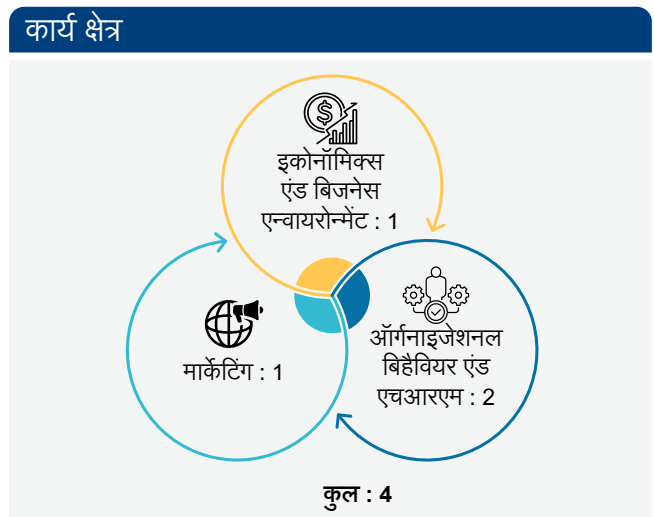 कार्य क्षेत्र
इकोनॉमिक्स
एंड बिजनेस
एन्वायरोन्मेंट : 1
मार्केटिंग : 1
ऑर्गनाइजेशनल
बिहैवियर एंड
एचआरएम : 2
कुल : 4